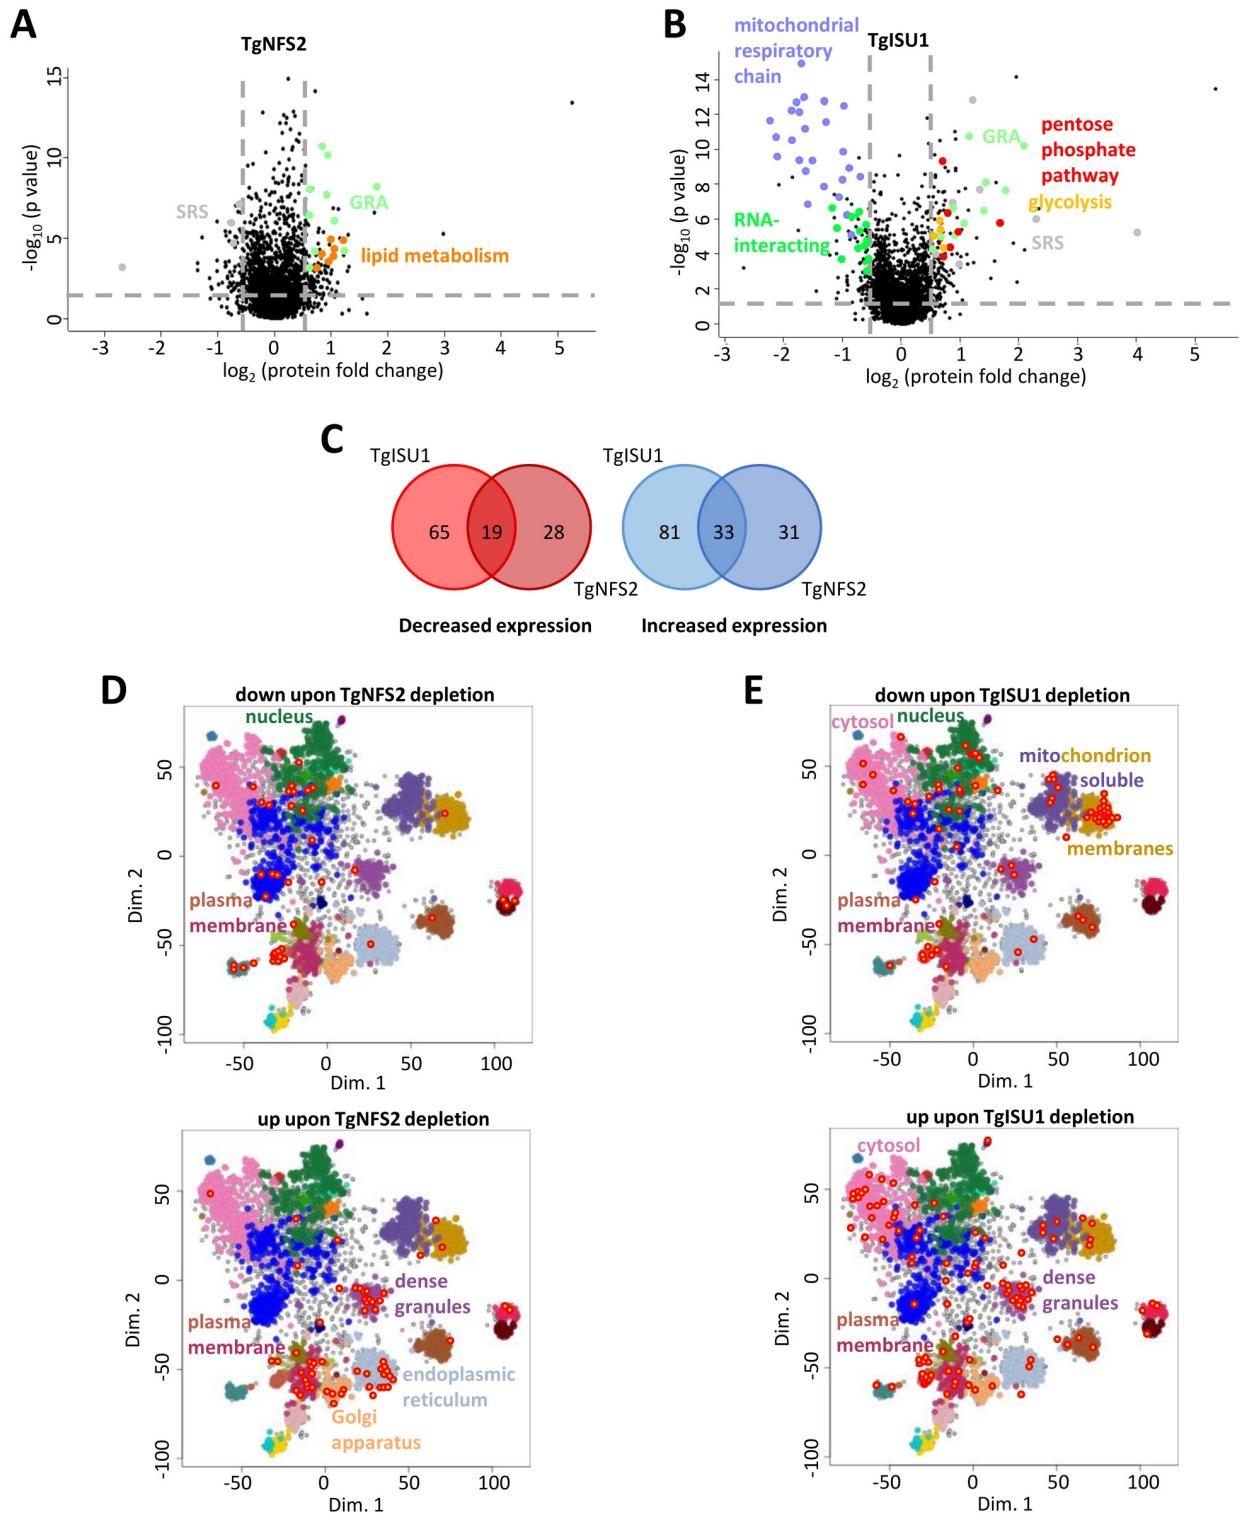 A
TgNFS2
15
10
5
0
-log10 (p value)
SRS
GRA
lipid metabolism
-3 -2 -1 0 1 2 3 4 5
log2 (protein fold change)
B
mitochondrial
respiratory
chain
TgISU1
14
12
10
8
6
4
2
0
-log10 (p value)
GRA
pentose
phosphate
pathway
glycolysis
RNA-
interacting
SRS
-3 -2 -1 0 1 2 3 4 5
log2 (protein fold change)
C
TgISU1
65 19 28
TgNFS2
Decreased expression
TgISU1
81 33 31
TgNFS2
Increased expression
D
down upon TgNFS2 depletion
nucleus
plasma
membrane
50
0
-50
-100
Dim. 2
-50 0 50 100
Dim. 1
up upon TgNFS2 depletion
dense
granules
plasma
membrane
endoplasmic
reticulum
Golgi
apparatus
50
0
-50
-100
Dim. 2
-50 0 50 100
Dim. 1
E
down upon TgISU1 depletion
cytosol nucleus
mitochondrion
soluble
membranes
plasma
membrane
50
0
-50
-100
Dim. 2
-50 0 50 100
Dim. 1
up upon TgISU1 depletion
cytosol
dense
granules
plasma
membrane
50
0
-50
-100
Dim. 2
-50 0 50 100
Dim. 1